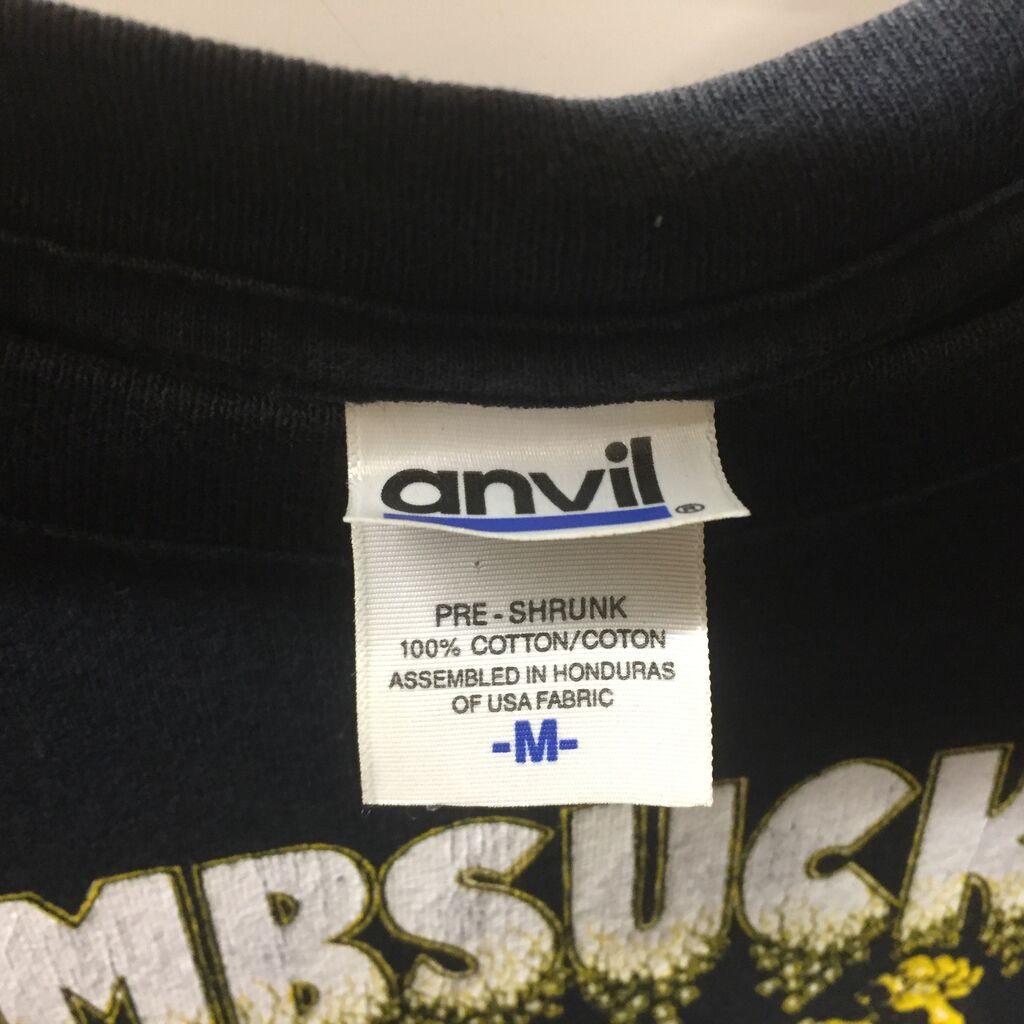 anvil®
PRE-SHRUNK
100% COTTON/COTON
ASSEMBLED IN HONDURAS
OF USA FABRIC
-M-
MBSUCK